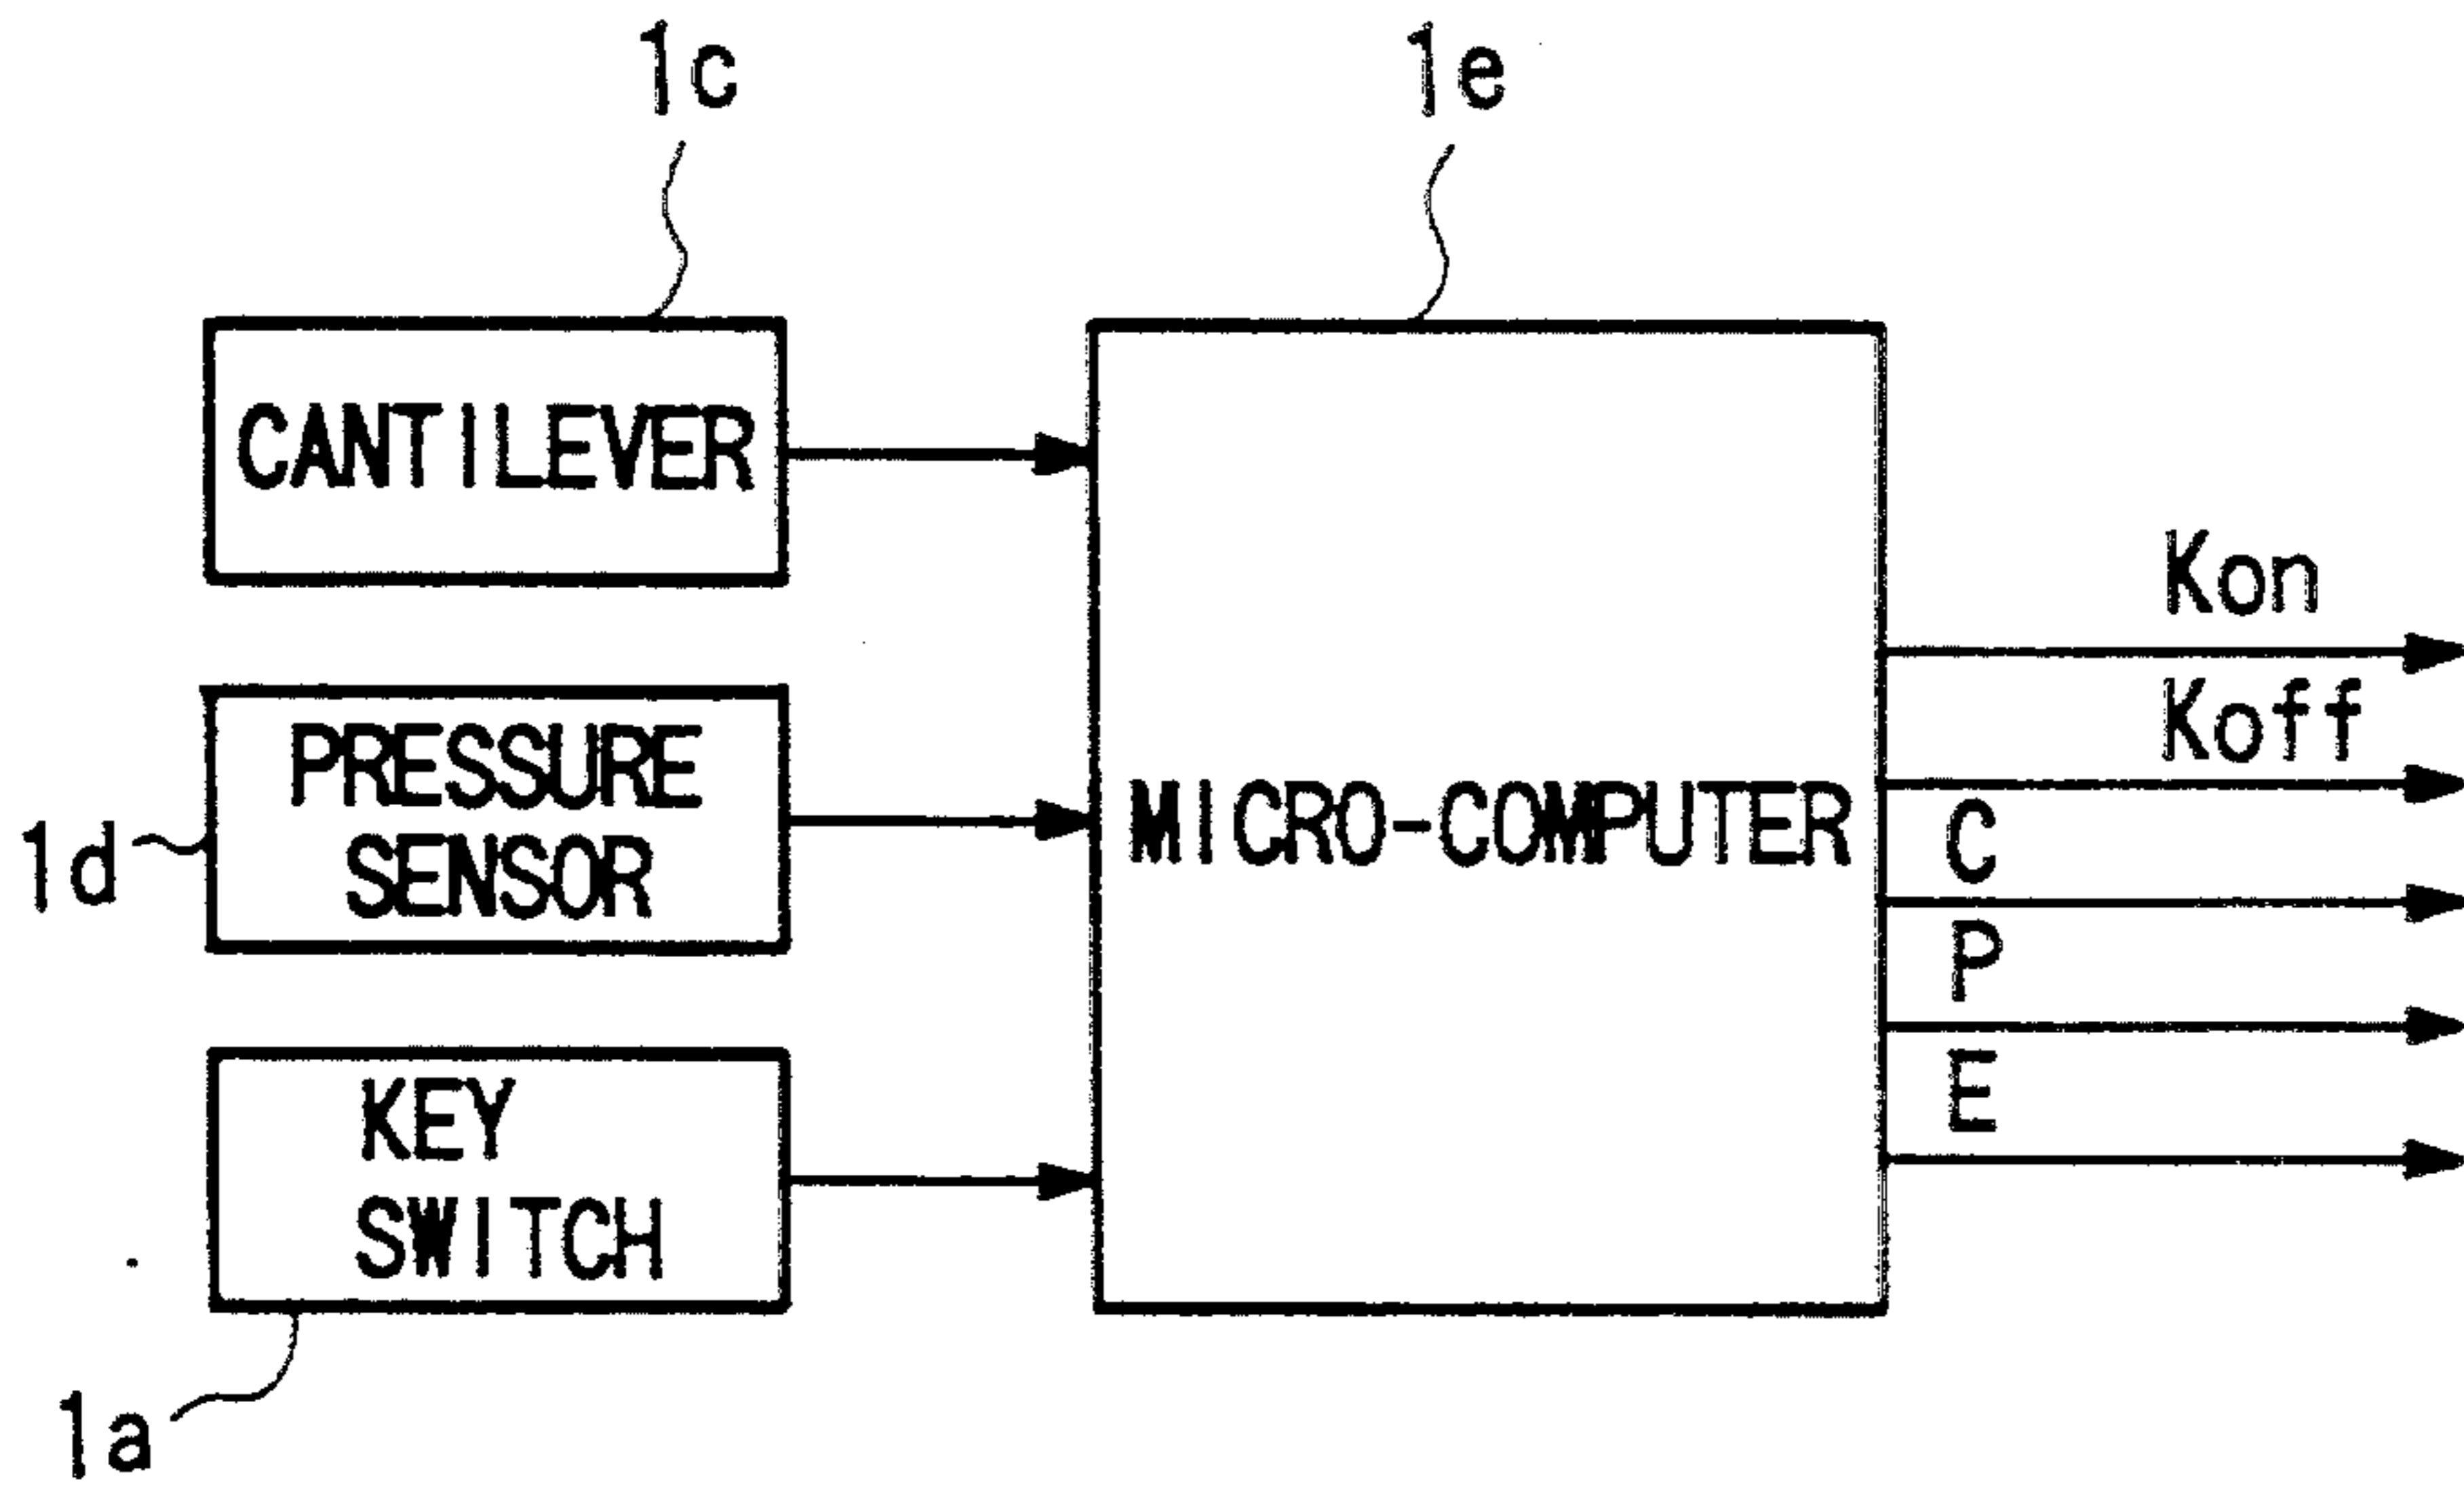 1c
1e
CANTILEVER
Kon
Koff
PRESSURE
SENSOR
1d
MICRO-COMPUTER
C
P
E
KEY
SWITCH
1a